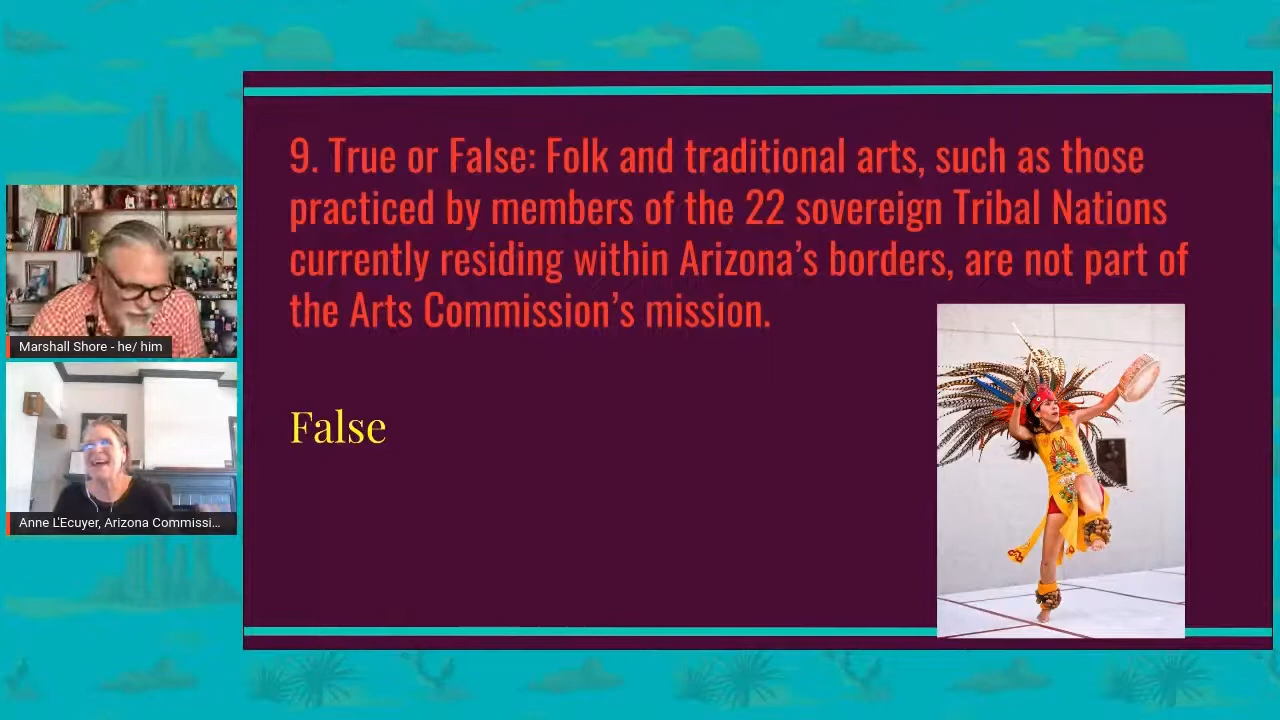 9. True or False: Folk and traditional arts, such as those
practiced by members of the 22 sovereign Tribal Nations
currently residing within Arizona’s borders, are not part of
the Arts Commission’s mission.
False
Marshall Shore - he/ him
Anne L'Ecuyer, Arizona Commissi...